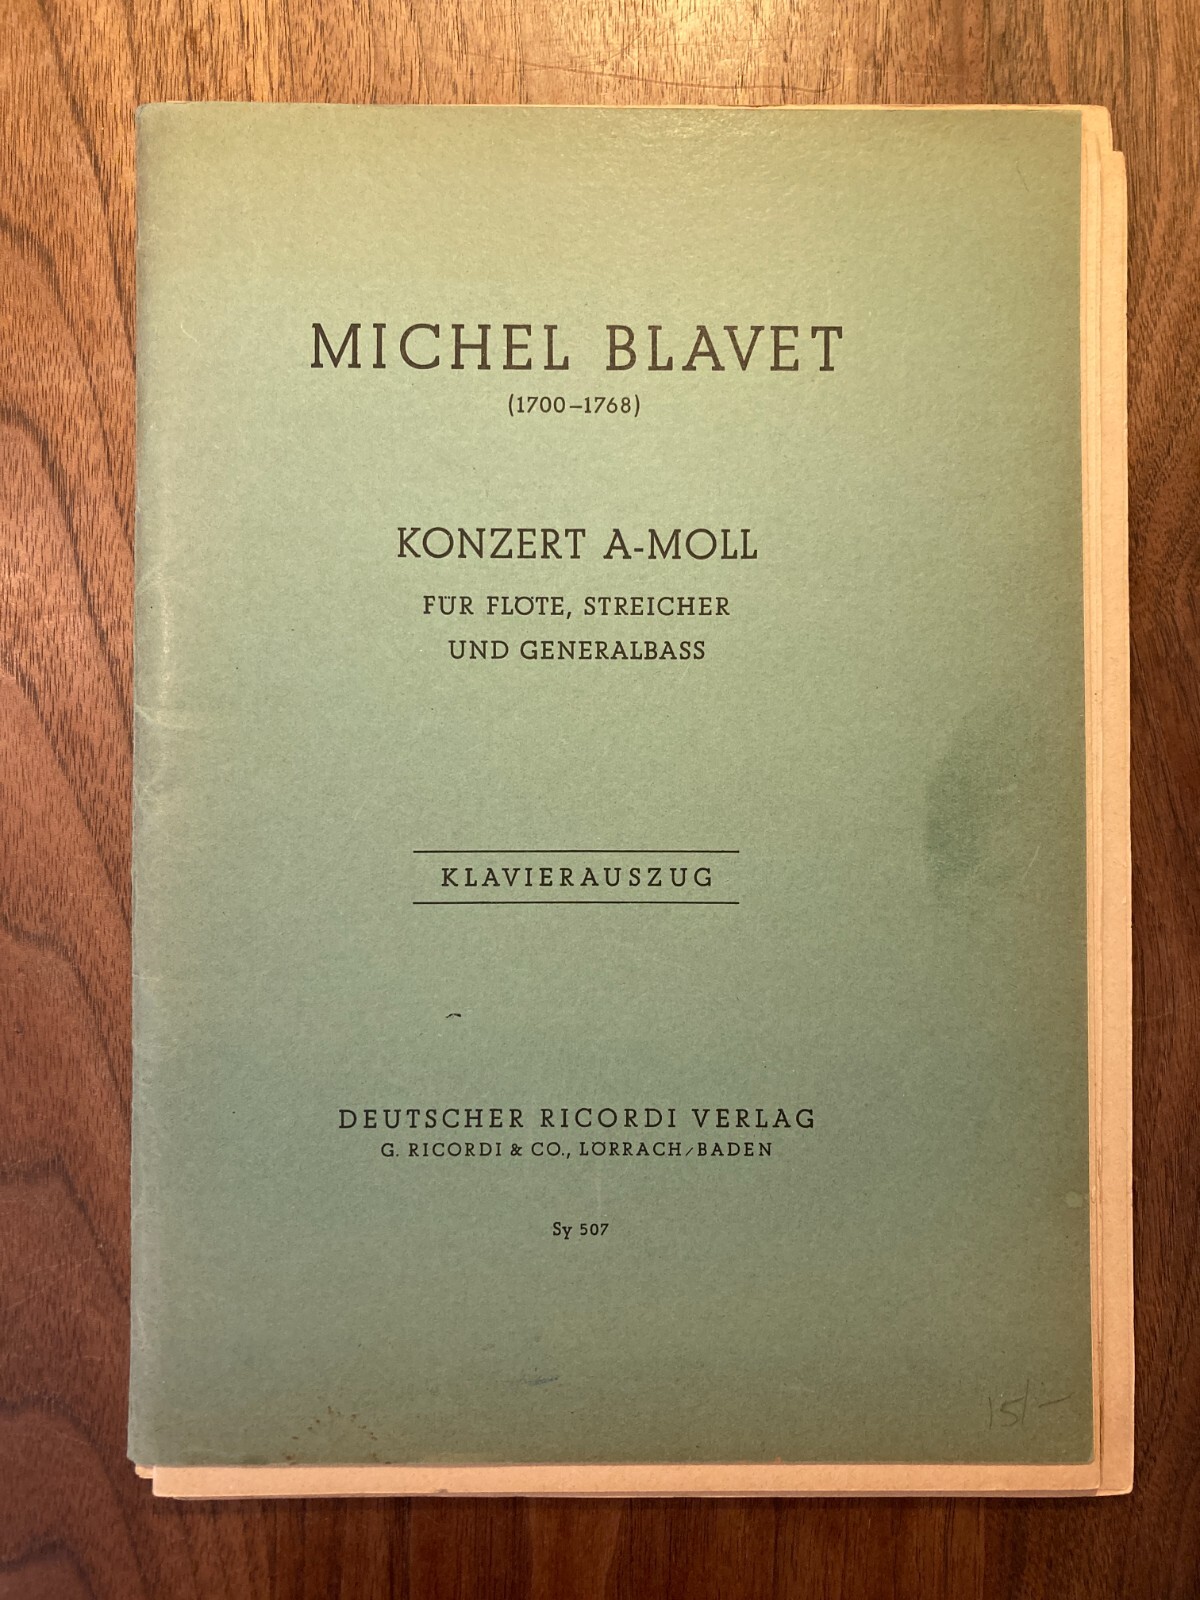 MICHEL BLAVET
(1700–1768)
KONZERT A-MOLL
FÜR FLÖTE, STREICHER
UND GENERALBASS
KLAVIERAUSZUG
DEUTSCHER RICORDI VERLAG
G. RICORDI & CO., LÖRRACH/BADEN
Sy 507
15/-